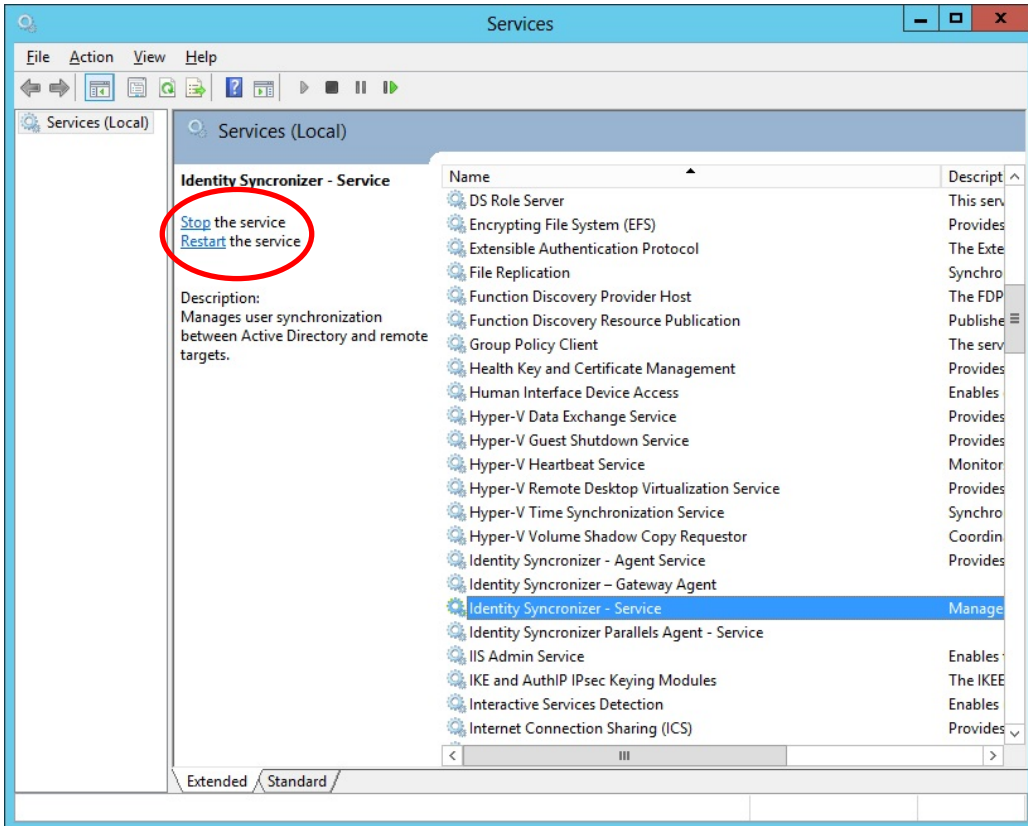 Services
x
File Action View Help
Services (Local)
Services (Local)
Identity Syncronizer - Service
Stop the service
Restart the service
Description:
Manages user synchronization
between Active Directory and remote
targets.
Name Descript
DS Role Server This serv
Encrypting File System (EFS) Provides
Extensible Authentication Protocol The Exte
File Replication Synchro
Function Discovery Provider Host The FDP
Function Discovery Resource Publication Publishe
Group Policy Client The serv
Health Key and Certificate Management Provides
Human Interface Device Access Enables
Hyper-V Data Exchange Service Provides
Hyper-V Guest Shutdown Service Provides
Hyper-V Heartbeat Service Monitor
Hyper-V Remote Desktop Virtualization Service Provides
Hyper-V Time Synchronization Service Synchro
Hyper-V Volume Shadow Copy Requestor Coordin
Identity Syncronizer - Agent Service Provides
Identity Syncronizer – Gateway Agent
Identity Syncronizer - Service Manage
Identity Syncronizer Parallels Agent - Service
IIS Admin Service Enables
IKE and AuthIP IPsec Keying Modules The IKEE
Interactive Services Detection Enables
Internet Connection Sharing (ICS) Provides
Extended Standard